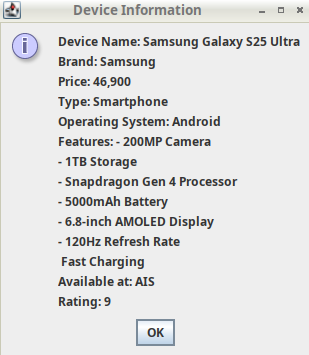 Device Information
Device Name: Samsung Galaxy S25 Ultra
Brand: Samsung
Price: 46,900
Type: Smartphone
Operating System: Android
Features: - 200MP Camera
- 1TB Storage
- Snapdragon Gen 4 Processor
- 5000mAh Battery
- 6.8-inch AMOLED Display
- 120Hz Refresh Rate
Fast Charging
Available at: AIS
Rating: 9
OK